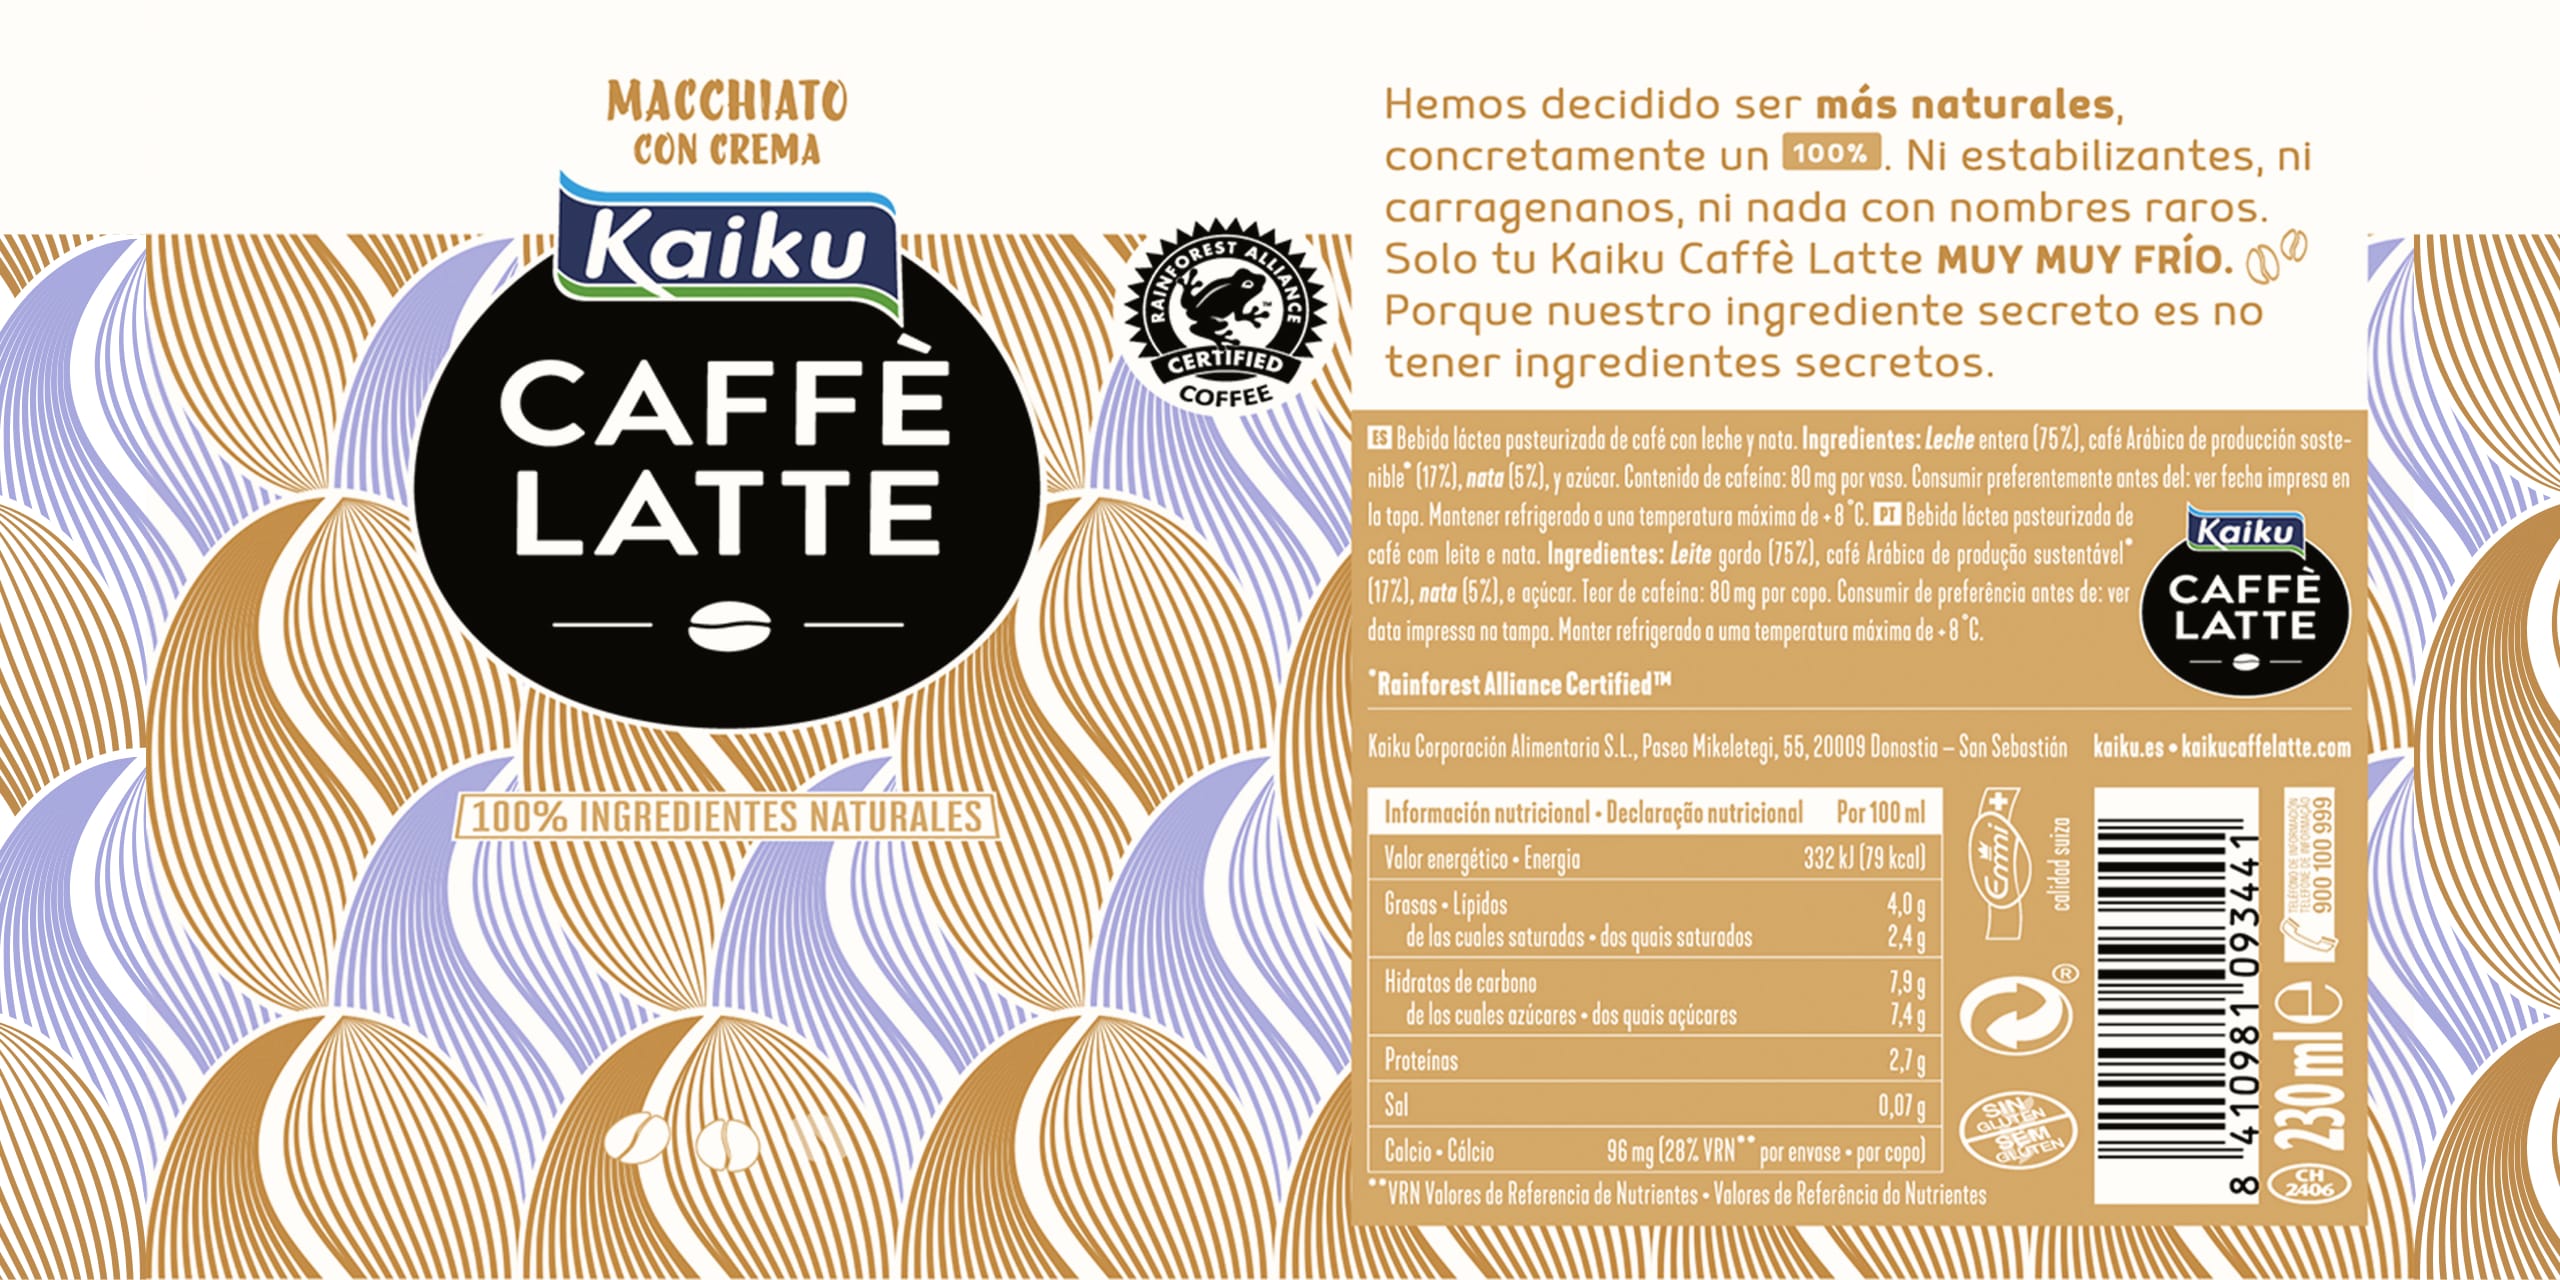 MACCHIATO
CON CREMA
Kaiku
CAFFÈ
LATTE
100% INGREDIENTES NATURALES
RAINFOREST ALLIANCE
TM
CERTIFIED
COFFEE
Hemos decidido ser más naturales,
concretamente un 100%. Ni estabilizantes, ni
carragenanos, ni nada con nombres raros.
Solo tu Kaiku Caffè Latte MUY MUY FRÍO.
Porque nuestro ingrediente secreto es no
tener ingredientes secretos.
ES Bebida láctea pasteurizada de café con leche y nata. Ingredientes: Leche entera (75%), café Arábica de producción soste-
nible* (17%), nata (5%), y azúcar. Contenido de cafeína: 80 mg por vaso. Consumir preferentemente antes del: ver fecha impresa en
la tapa. Mantener refrigerado a una temperatura máxima de +8°C. PT Bebida láctea pasteurizada de
café com leite e nata. Ingredientes: Leite gordo (75%), café Arábica de produção sustentável*
(17%), nata (5%), e açúcar. Teor de cafeína: 80 mg por copo. Consumir de preferência antes de: ver
data impressa na tampa. Manter refrigerado a uma temperatura máxima de +8°C.
*Rainforest Alliance Certified™
Kaiku
CAFFÈ
LATTE
Kaiku Corporación Alimentaria S.L., Paseo Mikeletegi, 55, 20009 Donostia – San Sebastián kaiku.es • kaikucaffelatte.com
Información nutricional • Declaração nutricional Por 100 ml
Valor energético • Energia 332 kJ (79 kcal)
Grasas • Lípidos 4,0 g
de las cuales saturadas • dos quais saturados 2,4 g
Hidratos de carbono 7,9 g
de los cuales azúcares • dos quais açúcares 7,4 g
Proteínas 2,7 g
Sal 0,07 g
Calcio • Cálcio 96 mg (28% VRN** por envase • por copo)
**VRN Valores de Referencia de Nutrientes • Valores de Referência do Nutrientes
Emmi
calidad suiza
®
SIN
GLUTEN
SEM
GLUTEN
8 410981 093441
TELÉFONO DE INFORMACIÓN
TELEFONE DE INFORMAÇÃO
900 100 999
230 ml e
CH
2406